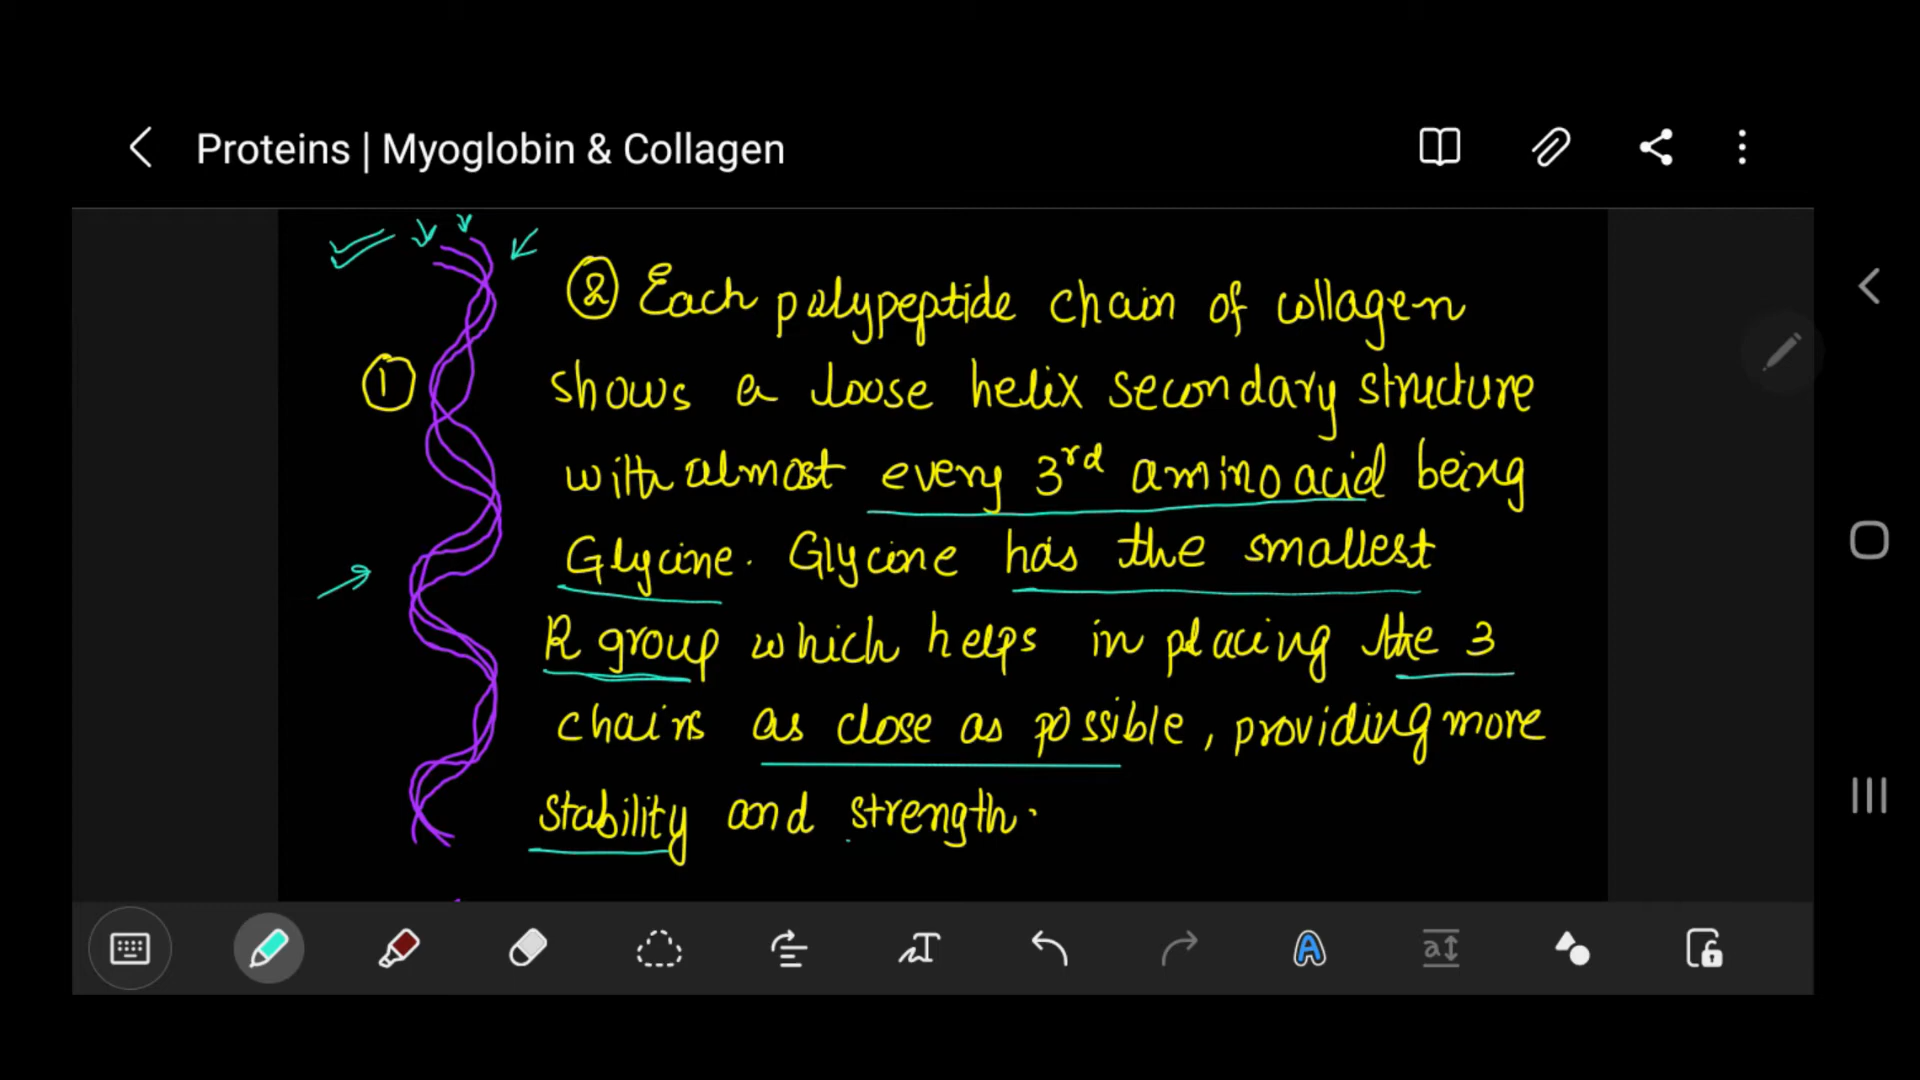 Proteins | Myoglobin & Collagen
② Each polypeptide chain of collagen
①
shows a loose helix secondary structure
with almost every 3rd amino acid being
Glycine. Glycine has the smallest
R group which helps in placing the 3
chains as close as possible, providing more
stability and strength.